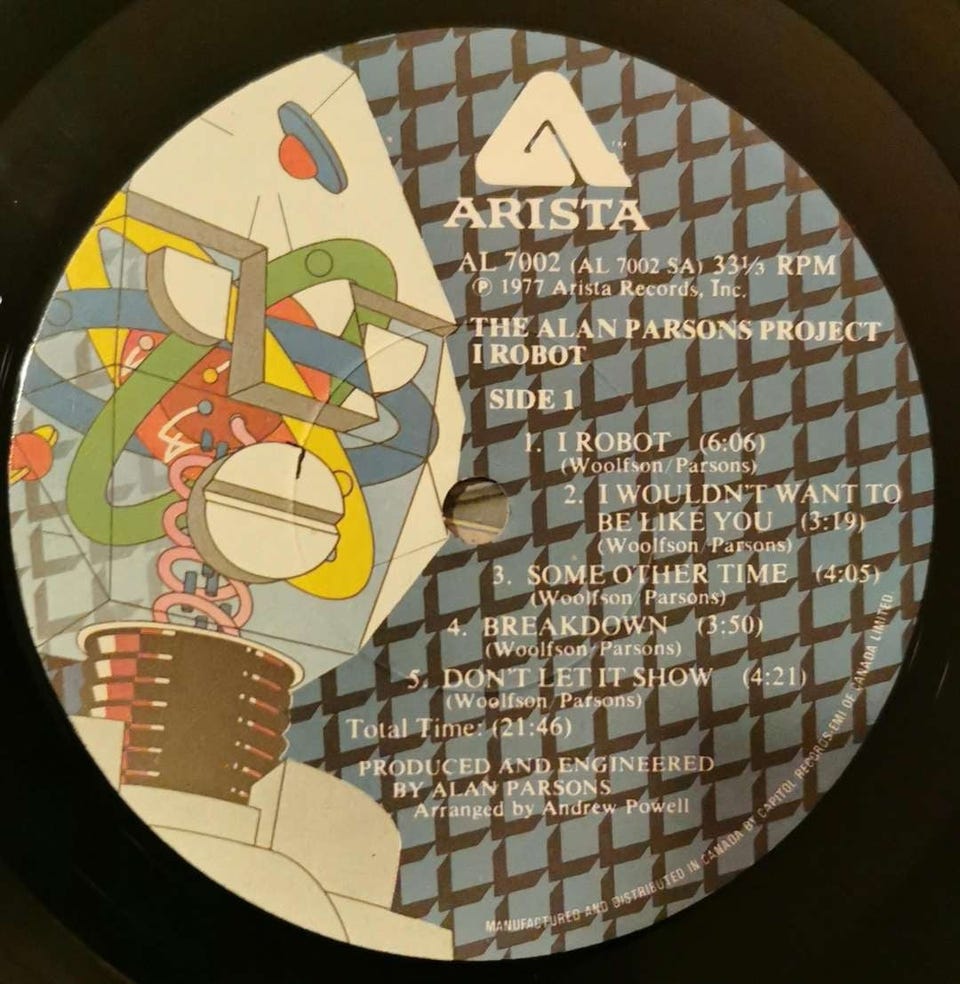 ™
ARISTA
AL 7002 (AL 7002 SA) 33⅓ RPM
℗ 1977 Arista Records, Inc.
THE ALAN PARSONS PROJECT
I ROBOT
SIDE 1
1. I ROBOT (6:06)
(Woolfson/Parsons)
2. I WOULDN'T WANT TO
BE LIKE YOU (3:19)
(Woolfson/Parsons)
3. SOME OTHER TIME (4:05)
(Woolfson/Parsons)
4. BREAKDOWN (3:50)
(Woolfson/Parsons)
5. DON'T LET IT SHOW (4:21)
(Woolfson/Parsons)
Total Time: (21:46)
PRODUCED AND ENGINEERED
BY ALAN PARSONS
Arranged by Andrew Powell
MANUFACTURED AND DISTRIBUTED IN CANADA BY CAPITOL RECORDS-EMI OF CANADA LIMITED.